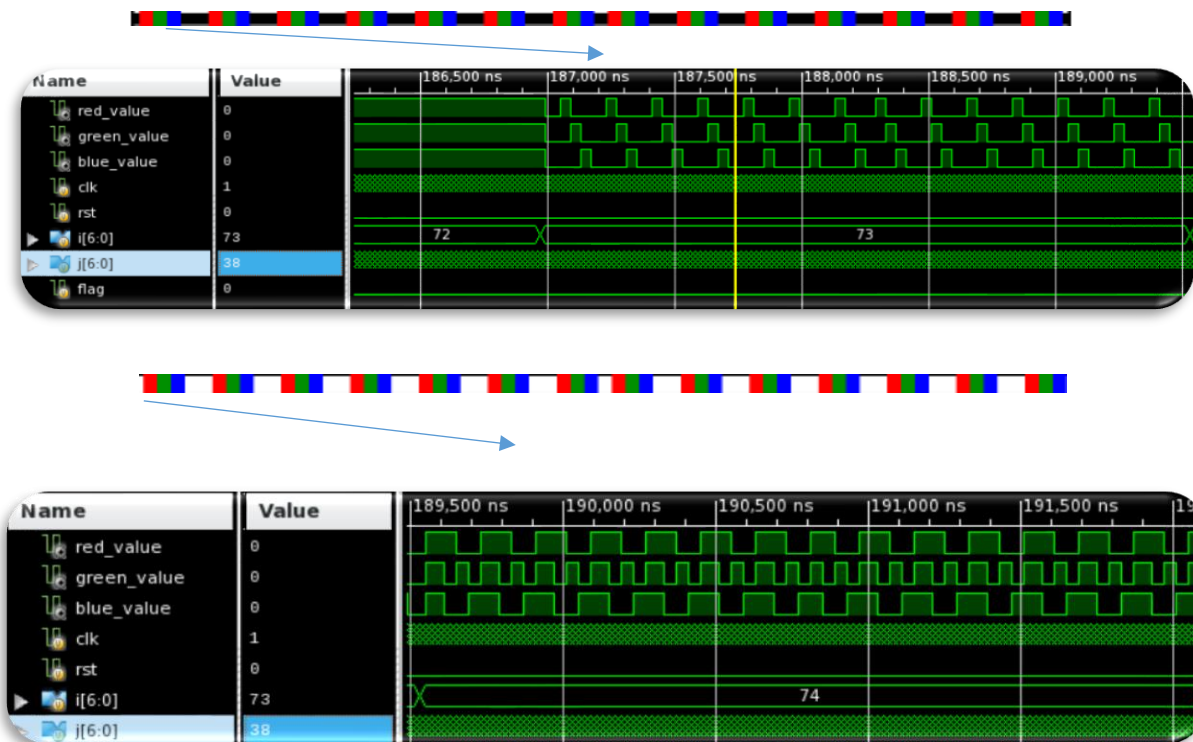 Name Value 186,500 ns 187,000 ns 187,500 ns 188,000 ns 188,500 ns 189,000 ns
red_value 0
green_value 0
blue_value 0
clk 1
rst 0
i[6:0] 73 72 73
j[6:0] 38
flag 0
Name Value 189,500 ns 190,000 ns 190,500 ns 191,000 ns 191,500 ns
red_value 0
green_value 0
blue_value 0
clk 1
rst 0
i[6:0] 73 74
j[6:0] 38